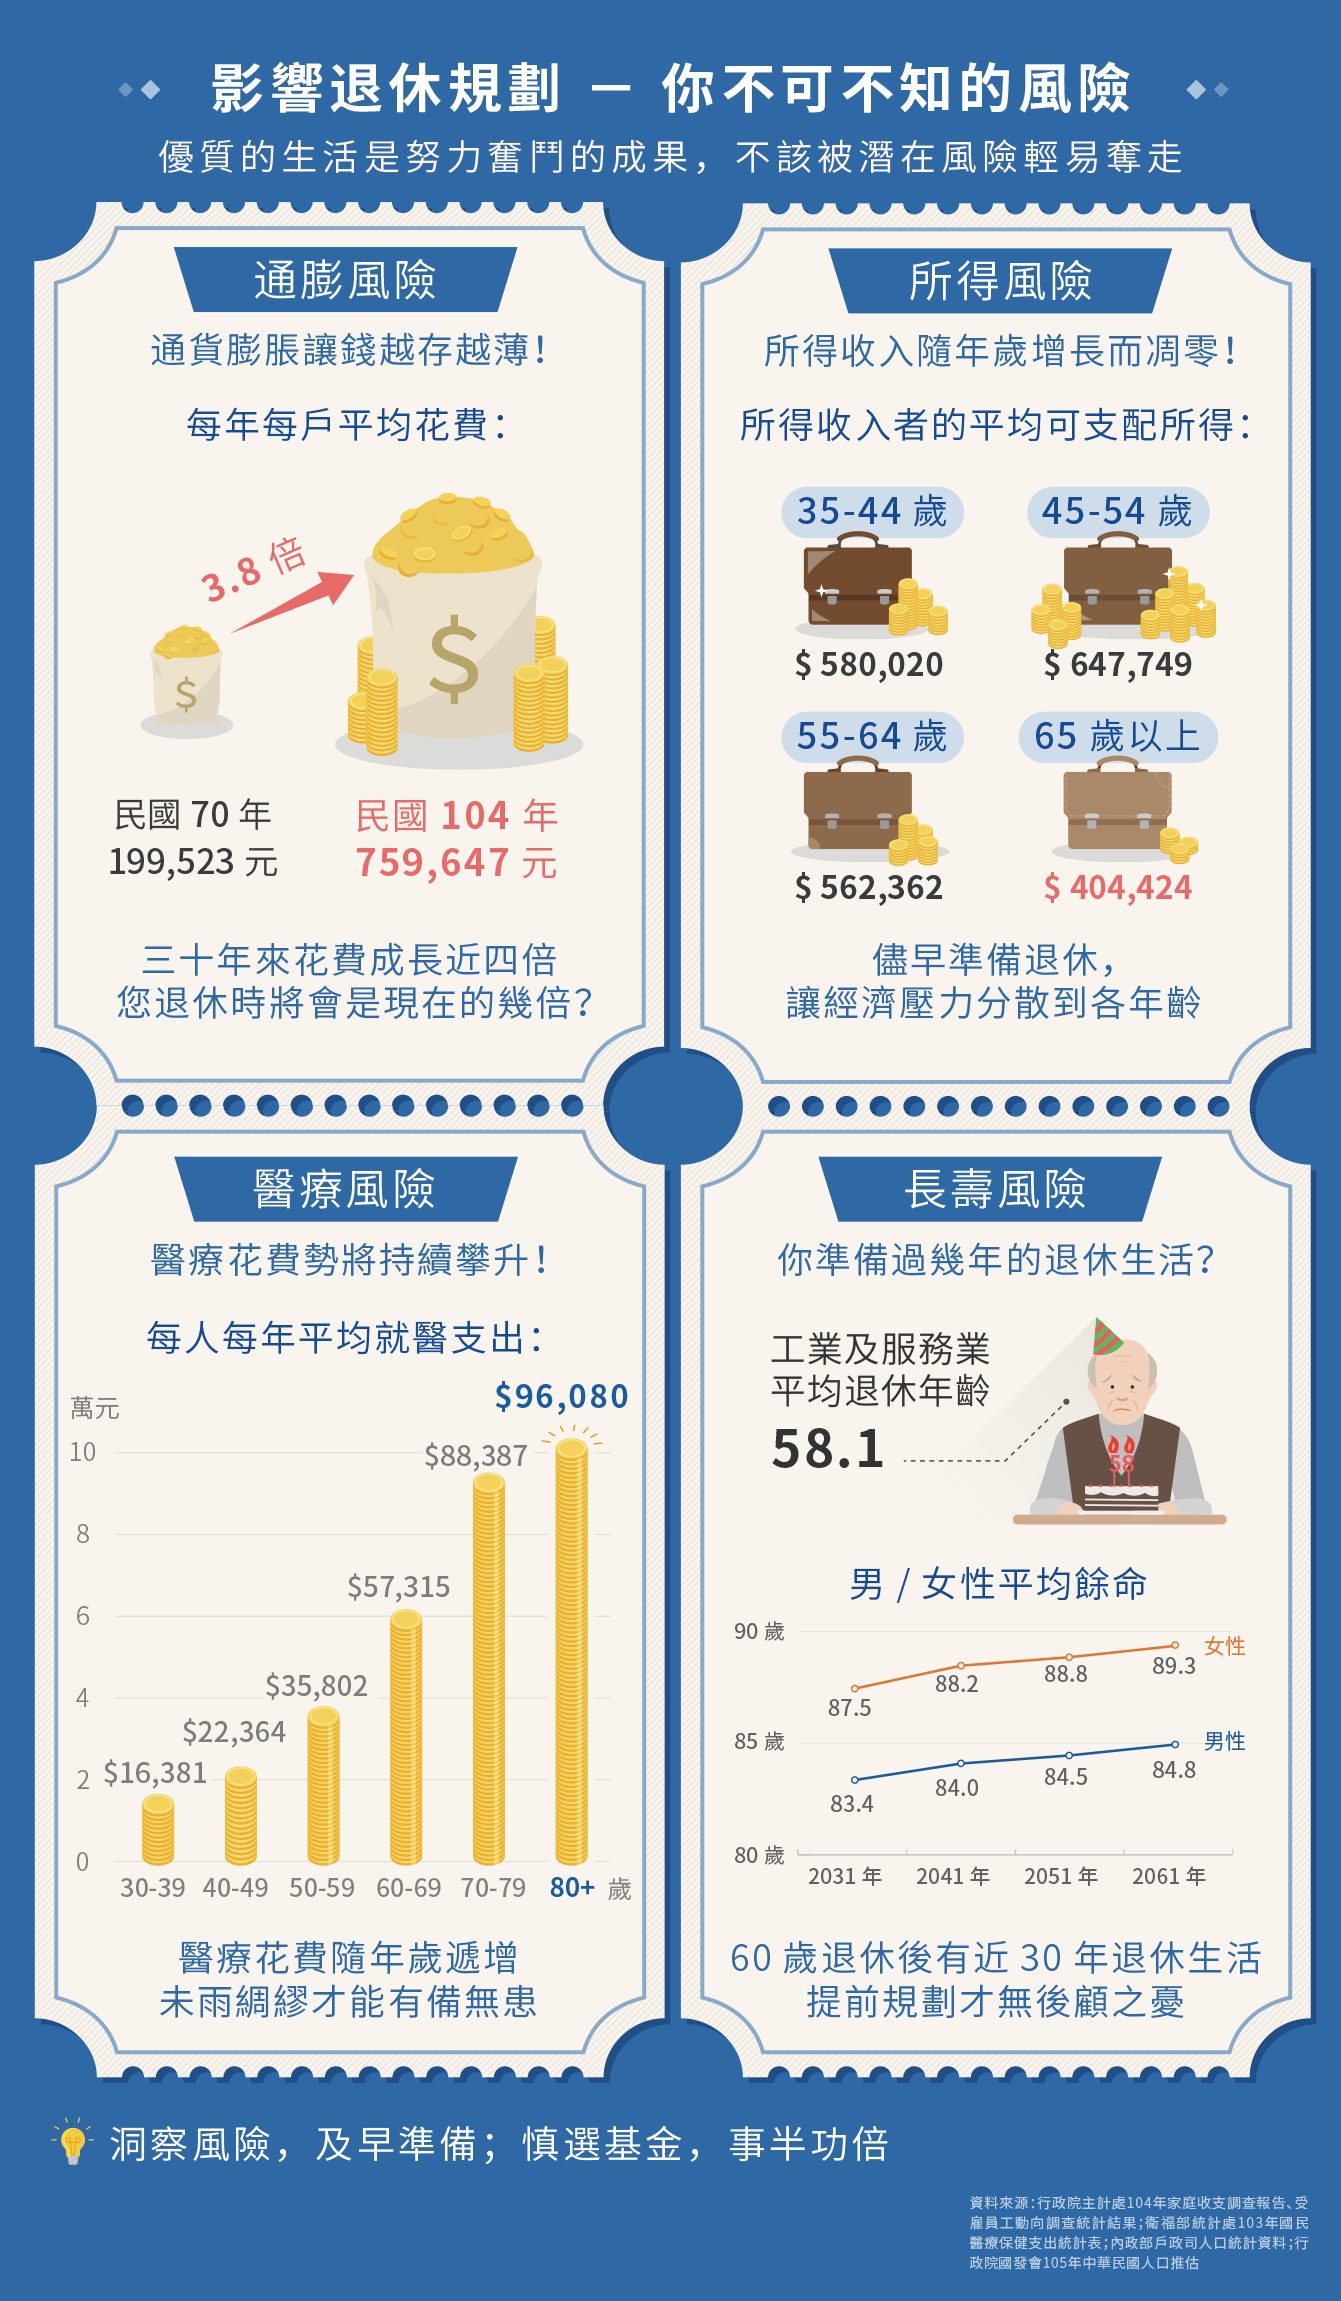 影響退休規劃 － 你不可不知的風險
優質的生活是努力奮鬥的成果，不該被潛在風險輕易奪走
通膨風險
通貨膨脹讓錢越存越薄！
每年每戶平均花費：
3.8 倍
$
$
民國 70 年
199,523 元
民國 104 年
759,647 元
三十年來花費成長近四倍
您退休時將會是現在的幾倍？
所得風險
所得收入隨年歲增長而凋零！
所得收入者的平均可支配所得：
35-44 歲
45-54 歲
$ 580,020
$ 647,749
55-64 歲
65 歲以上
$ 562,362
$ 404,424
儘早準備退休，
讓經濟壓力分散到各年齡
醫療風險
醫療花費勢將持續攀升！
每人每年平均就醫支出：
萬元
$96,080
10
$88,387
8
$57,315
6
$35,802
4
$22,364
2
$16,381
0
30-39 40-49 50-59 60-69 70-79 80+ 歲
醫療花費隨年歲遞增
未雨綢繆才能有備無患
長壽風險
你準備過幾年的退休生活？
工業及服務業
平均退休年齡
58.1
58
男 / 女性平均餘命
90 歲
女性
87.5
88.2
88.8
89.3
85 歲
男性
83.4
84.0
84.5
84.8
80 歲
2031 年 2041 年 2051 年 2061 年
60 歲退休後有近 30 年退休生活
提前規劃才無後顧之憂
洞察風險，及早準備；慎選基金，事半功倍
資料來源：行政院主計處104年家庭收支調查報告、受
雇員工動向調查統計結果；衛福部統計處103年國民
醫療保健支出統計表；內政部戶政司人口統計資料；行
政院國發會105年中華民國人口推估